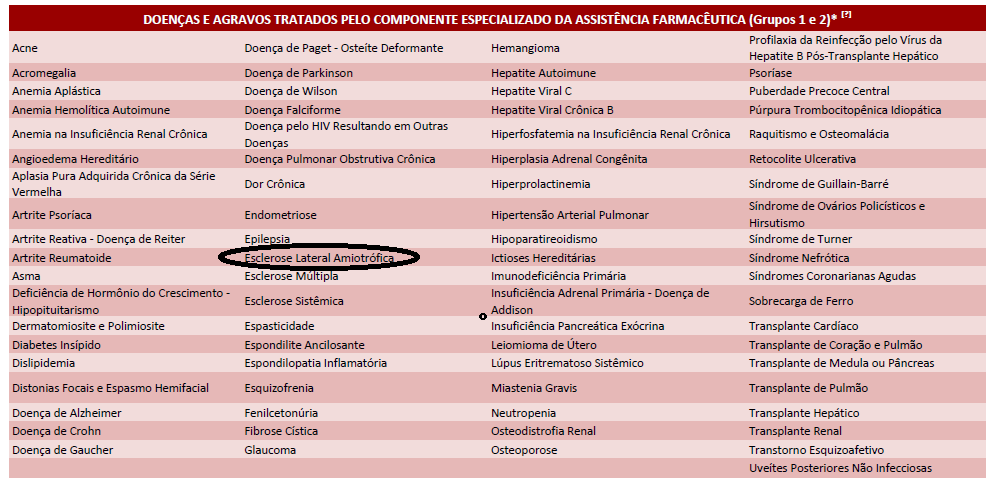 DOENÇAS E AGRAVOS TRATADOS PELO COMPONENTE ESPECIALIZADO DA ASSISTÊNCIA FARMACÊUTICA (Grupos 1 e 2)* [?]
Acne
Doença de Paget - Osteíte Deformante
Hemangioma
Profilaxia da Reinfecção pelo Vírus da
Hepatite B Pós-Transplante Hepático
Acromegalia
Doença de Parkinson
Hepatite Autoimune
Psoríase
Anemia Aplástica
Doença de Wilson
Hepatite Viral C
Puberdade Precoce Central
Anemia Hemolítica Autoimune
Doença Falciforme
Hepatite Viral Crônica B
Púrpura Trombocitopênica Idiopática
Anemia na Insuficiência Renal Crônica
Doença pelo HIV Resultando em Outras
Doenças
Hiperfosfatemia na Insuficiência Renal Crônica
Raquitismo e Osteomalácia
Angioedema Hereditário
Doença Pulmonar Obstrutiva Crônica
Hiperplasia Adrenal Congênita
Retocolite Ulcerativa
Aplasia Pura Adquirida Crônica da Série
Vermelha
Dor Crônica
Hiperprolactinemia
Síndrome de Guillain-Barré
Artrite Psoríaca
Endometriose
Hipertensão Arterial Pulmonar
Síndrome de Ovários Policísticos e
Hirsutismo
Artrite Reativa - Doença de Reiter
Epilepsia
Hipoparatireoidismo
Síndrome de Turner
Artrite Reumatoide
Esclerose Lateral Amiotrófica
Ictioses Hereditárias
Síndrome Nefrótica
Asma
Esclerose Múltipla
Imunodeficiência Primária
Síndromes Coronarianas Agudas
Deficiência de Hormônio do Crescimento -
Hipopituitarismo
Esclerose Sistêmica
Insuficiência Adrenal Primária - Doença de
Addison
Sobrecarga de Ferro
Dermatomiosite e Polimiosite
Espasticidade
Insuficiência Pancreática Exócrina
Transplante Cardíaco
Diabetes Insípido
Espondilite Ancilosante
Leiomioma de Útero
Transplante de Coração e Pulmão
Dislipidemia
Espondilopatia Inflamatória
Lúpus Eritrematoso Sistêmico
Transplante de Medula ou Pâncreas
Distonias Focais e Espasmo Hemifacial
Esquizofrenia
Miastenia Gravis
Transplante de Pulmão
Doença de Alzheimer
Fenilcetonúria
Neutropenia
Transplante Hepático
Doença de Crohn
Fibrose Cística
Osteodistrofia Renal
Transplante Renal
Doença de Gaucher
Glaucoma
Osteoporose
Transtorno Esquizoafetivo
Uveítes Posteriores Não Infecciosas